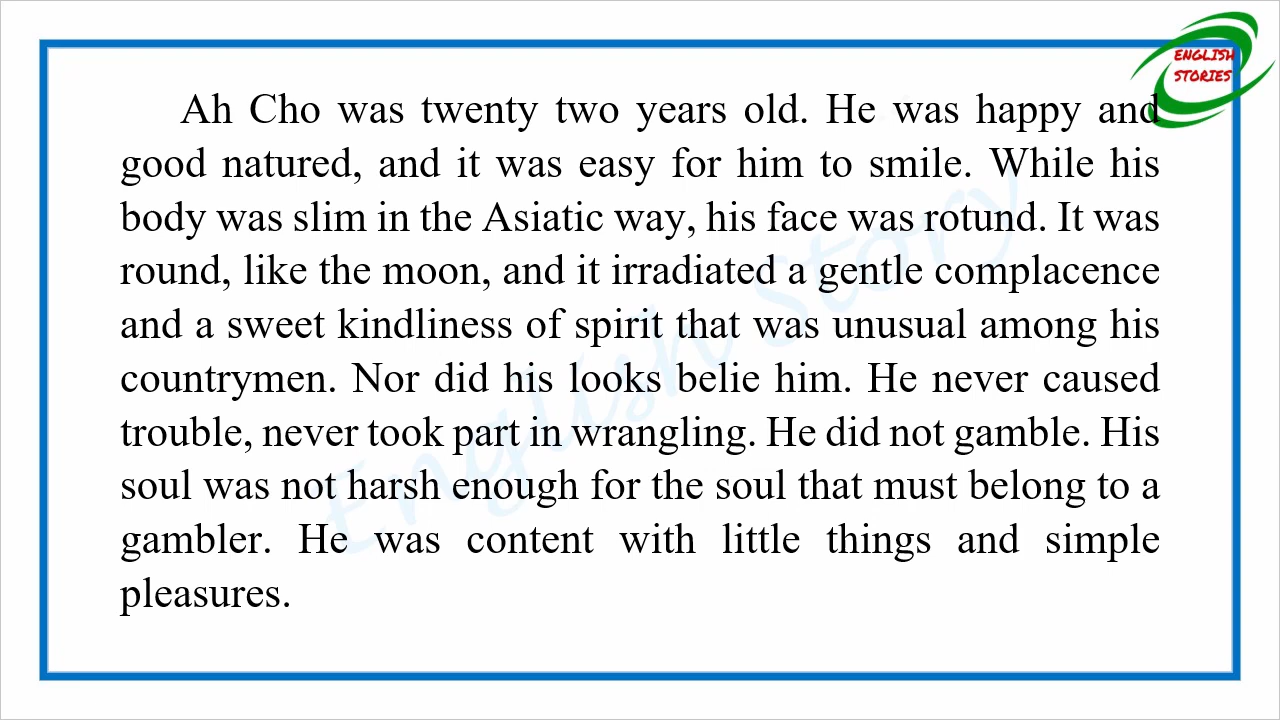 ENGLISH
STORIES
Ah Cho was twenty two years old. He was happy and
good natured, and it was easy for him to smile. While his
body was slim in the Asiatic way, his face was rotund. It was
round, like the moon, and it irradiated a gentle complacence
and a sweet kindliness of spirit that was unusual among his
countrymen. Nor did his looks belie him. He never caused
trouble, never took part in wrangling. He did not gamble. His
soul was not harsh enough for the soul that must belong to a
gambler. He was content with little things and simple
pleasures.
English Story